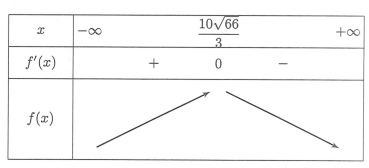 x −∞ 10√66/3 +∞
f′(x) + 0 −
f(x)